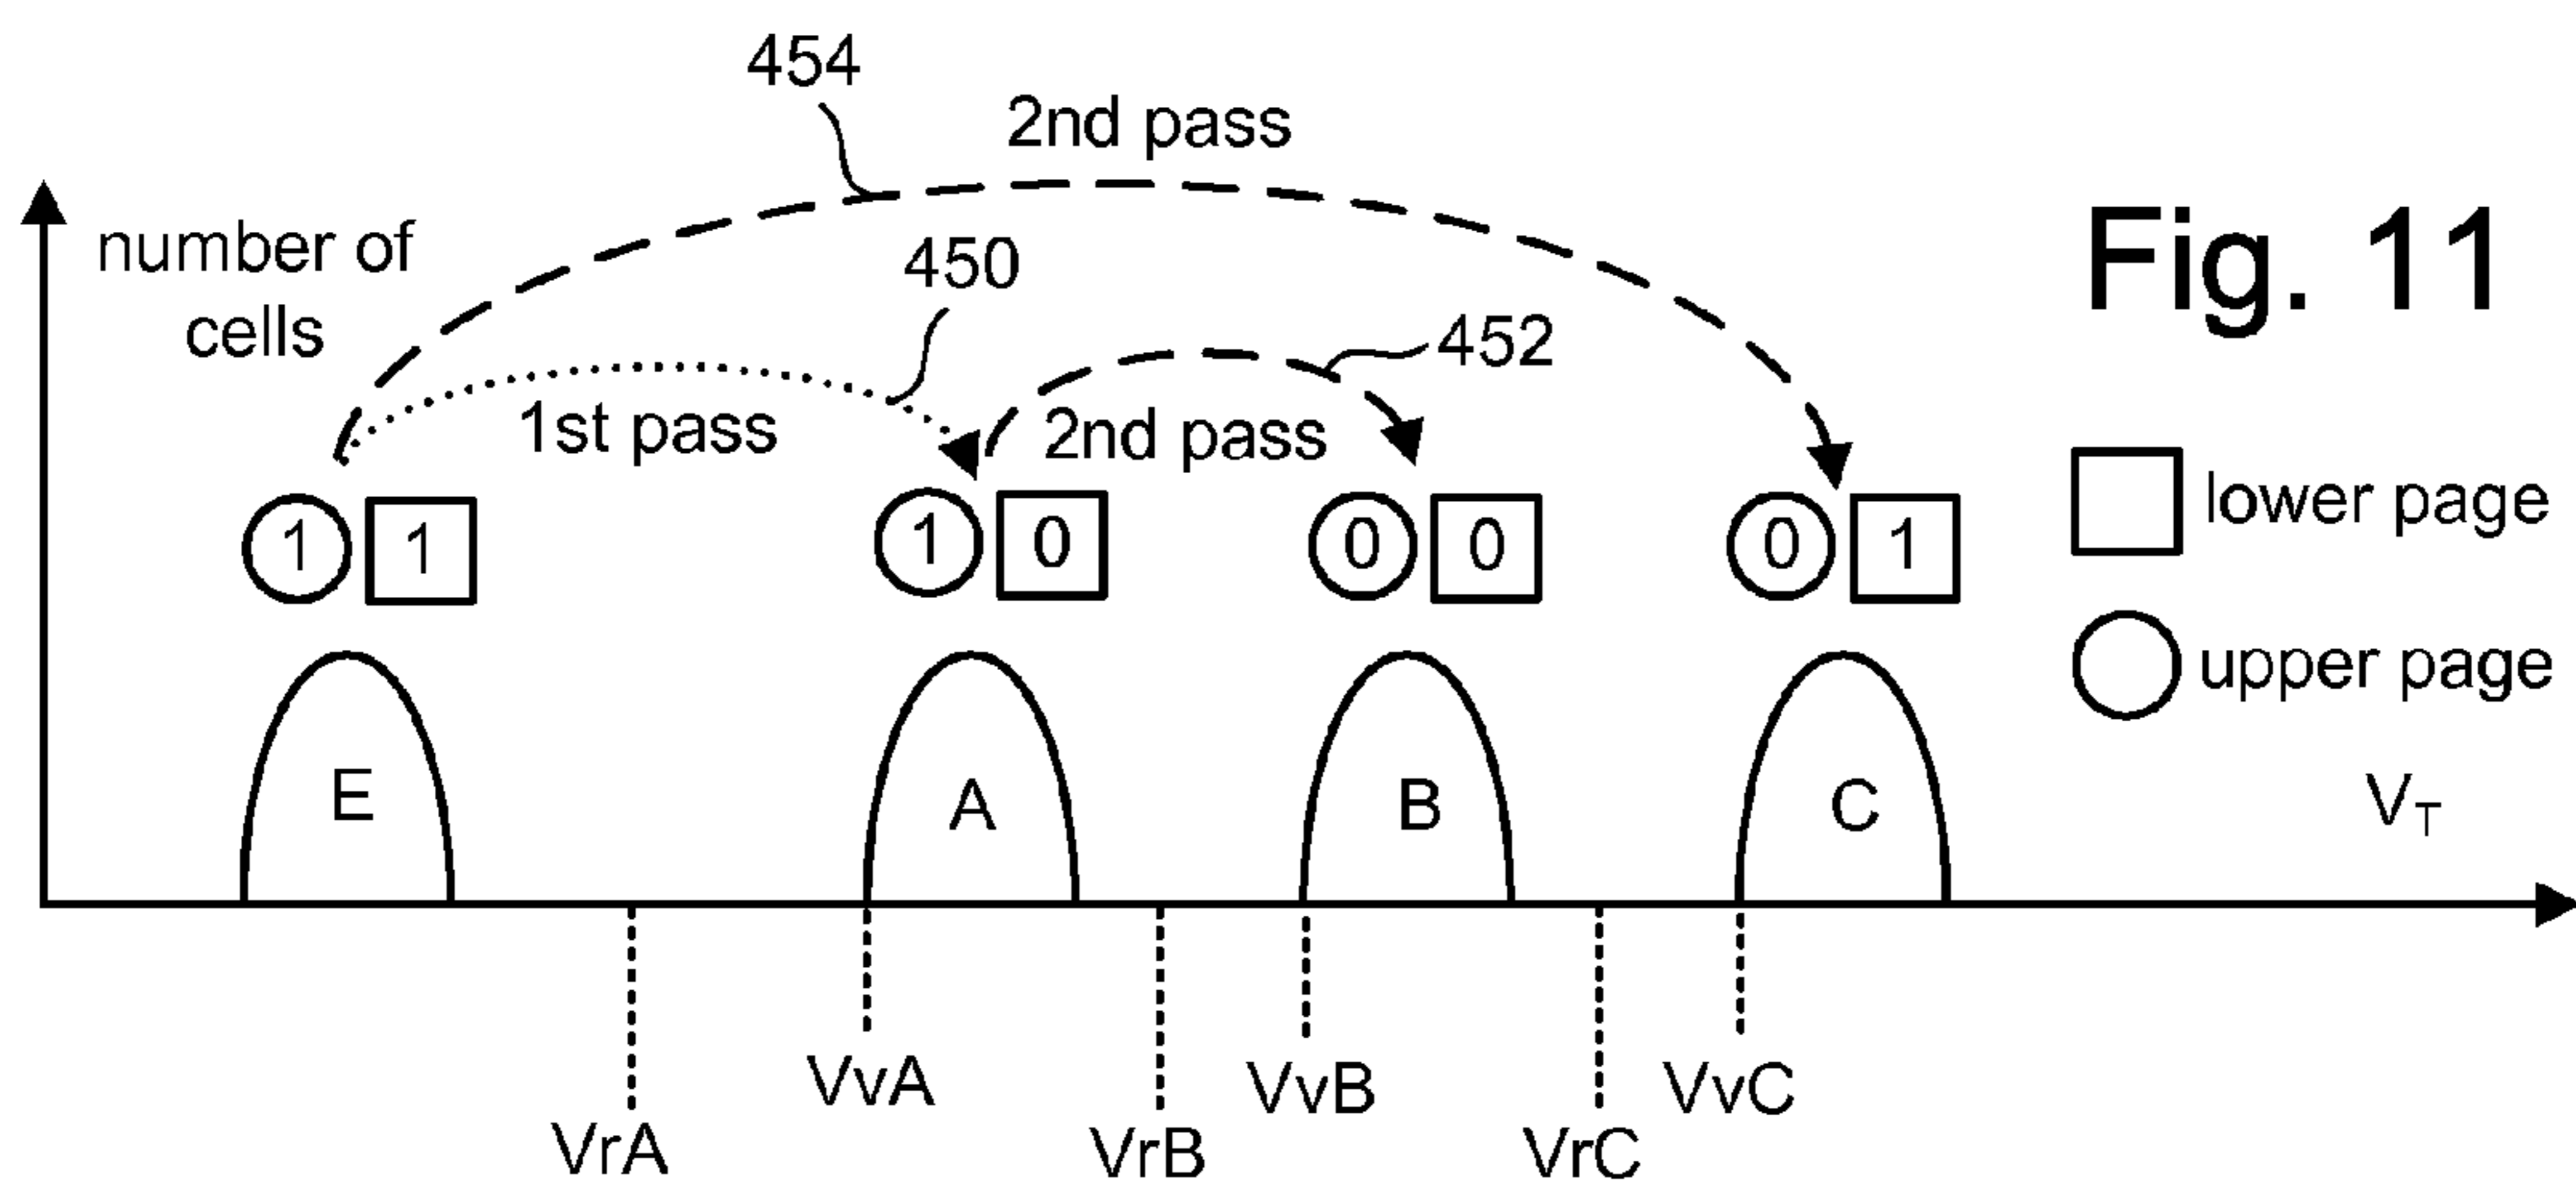 454
2nd pass
Fig. 11
number of
cells
450
452
1st pass
2nd pass
1 1
1 0
0 0
0 1
lower page
upper page
E
A
B
C
VT
VvA
VvB
VvC
VrA
VrB
VrC